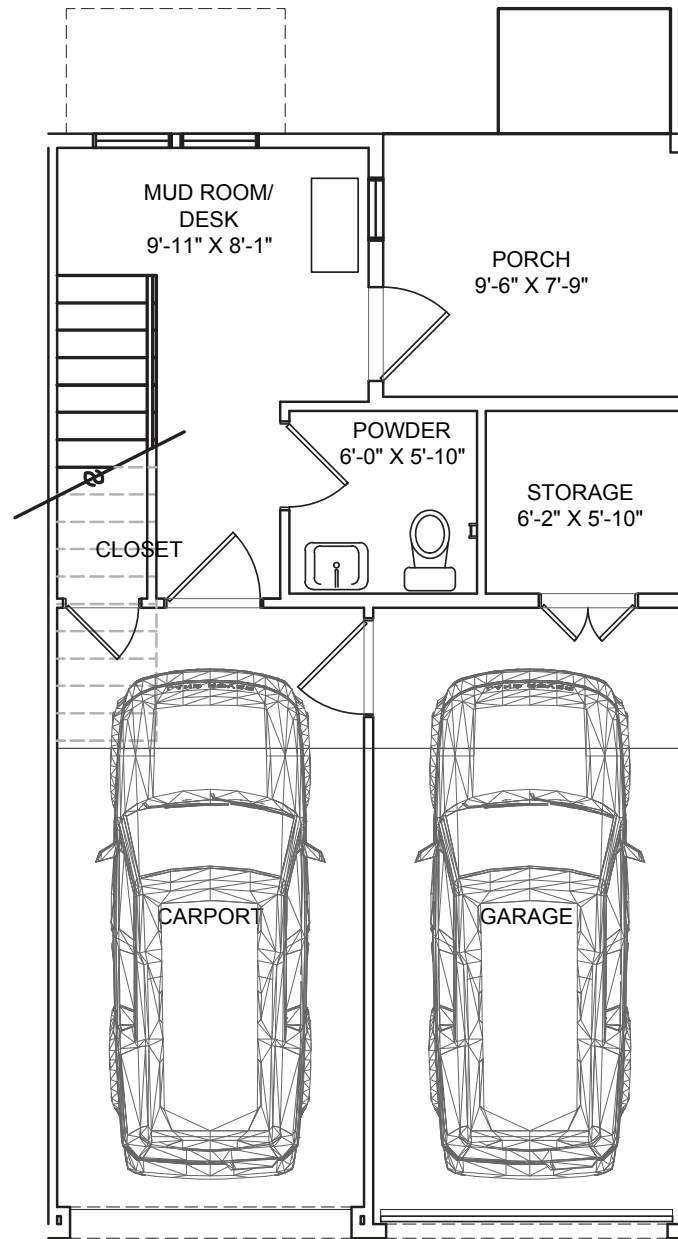 MUD ROOM/
DESK
9'-11" X 8'-1"
PORCH
9'-6" X 7'-9"
POWDER
6'-0" X 5'-10"
STORAGE
6'-2" X 5'-10"
CLOSET
CARPORT
GARAGE